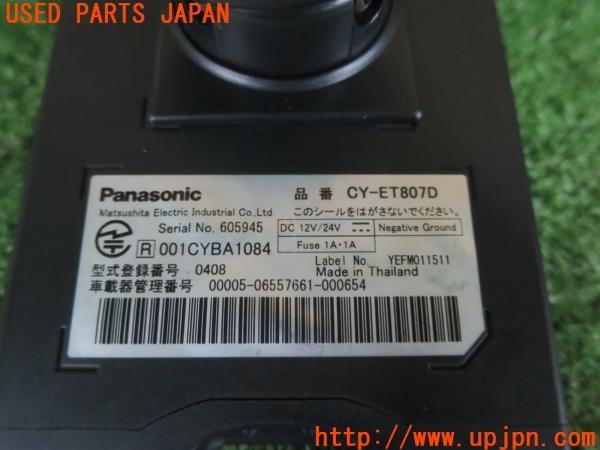 USED PARTS JAPAN
Panasonic
品番 CY-ET807D
Matsushita Electric Industrial Co.,Ltd.
このシールをはがさないでください。
Serial No. 605945
DC 12V/24V
Negative Ground
Fuse 1A・1A
R 001CYBA1084
Label No. YEFM011511
型式登録番号 0408
Made in Thailand
車載器管理番号 00005-06557661-000654
http://www.upjpn.com